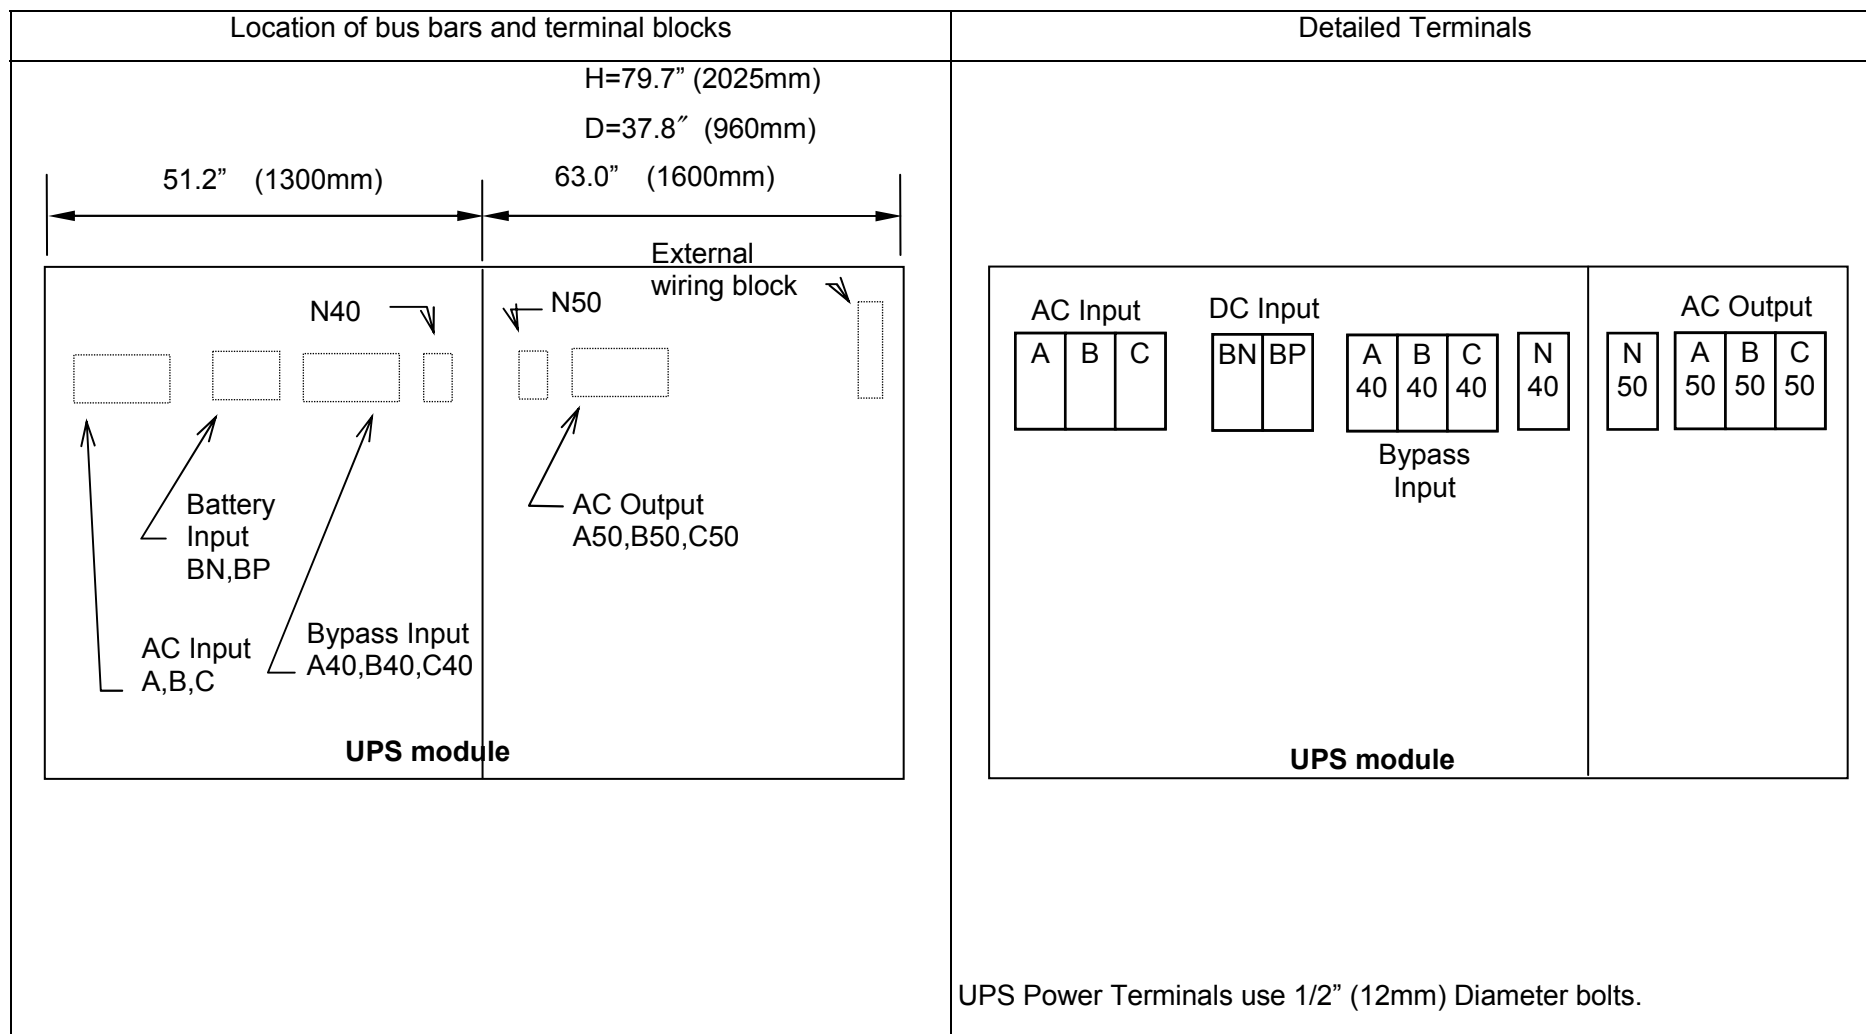 Location of bus bars and terminal blocks
Detailed Terminals
H=79.7” (2025mm)
D=37.8″ (960mm)
51.2” (1300mm)
63.0” (1600mm)
External
wiring block
N40
N50
Battery
Input
BN,BP
AC Output
A50,B50,C50
AC Input
A,B,C
Bypass Input
A40,B40,C40
UPS module
AC Input
DC Input
AC Output
A B C
BN BP
A B C
40 40 40
N
40
N
50
A B C
50 50 50
Bypass
Input
UPS module
UPS Power Terminals use 1/2” (12mm) Diameter bolts.